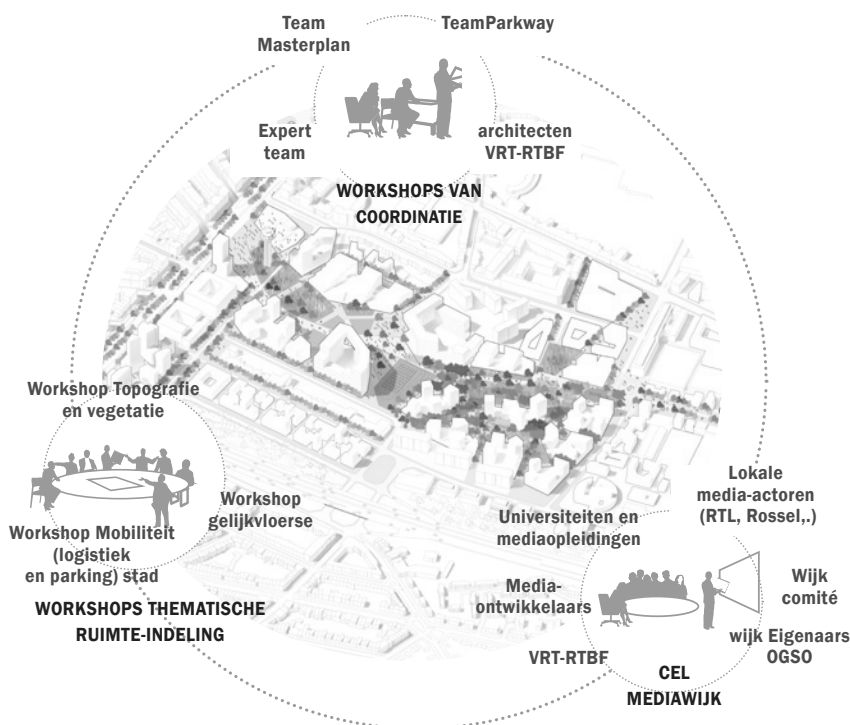 Team
Masterplan
TeamParkway
Expert
team
architecten
VRT-RTBF
WORKSHOPS VAN
COORDINATIE
Workshop Topografie
en vegetatie
Workshop
gelijkvloerse
Workshop Mobiliteit
(logistiek
en parking) stad
WORKSHOPS THEMATISCHE
RUIMTE-INDELING
Lokale
media-actoren
(RTL, Rossel,.)
Universiteiten en
mediaopleidingen
Media-
ontwikkelaars
Wijk
comité
wijk Eigenaars
OGSO
VRT-RTBF
CEL
MEDIAWIJK